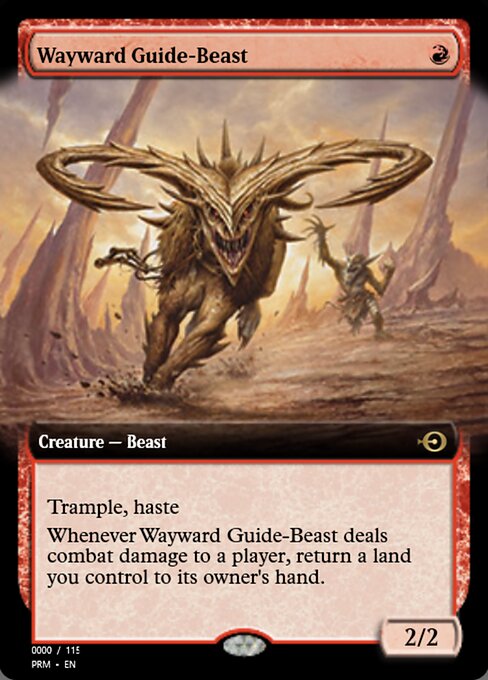 Wayward Guide-Beast
Creature — Beast
Trample, haste
Whenever Wayward Guide-Beast deals
combat damage to a player, return a land
you control to its owner's hand.
2/2
0000 / 115
PRM • EN